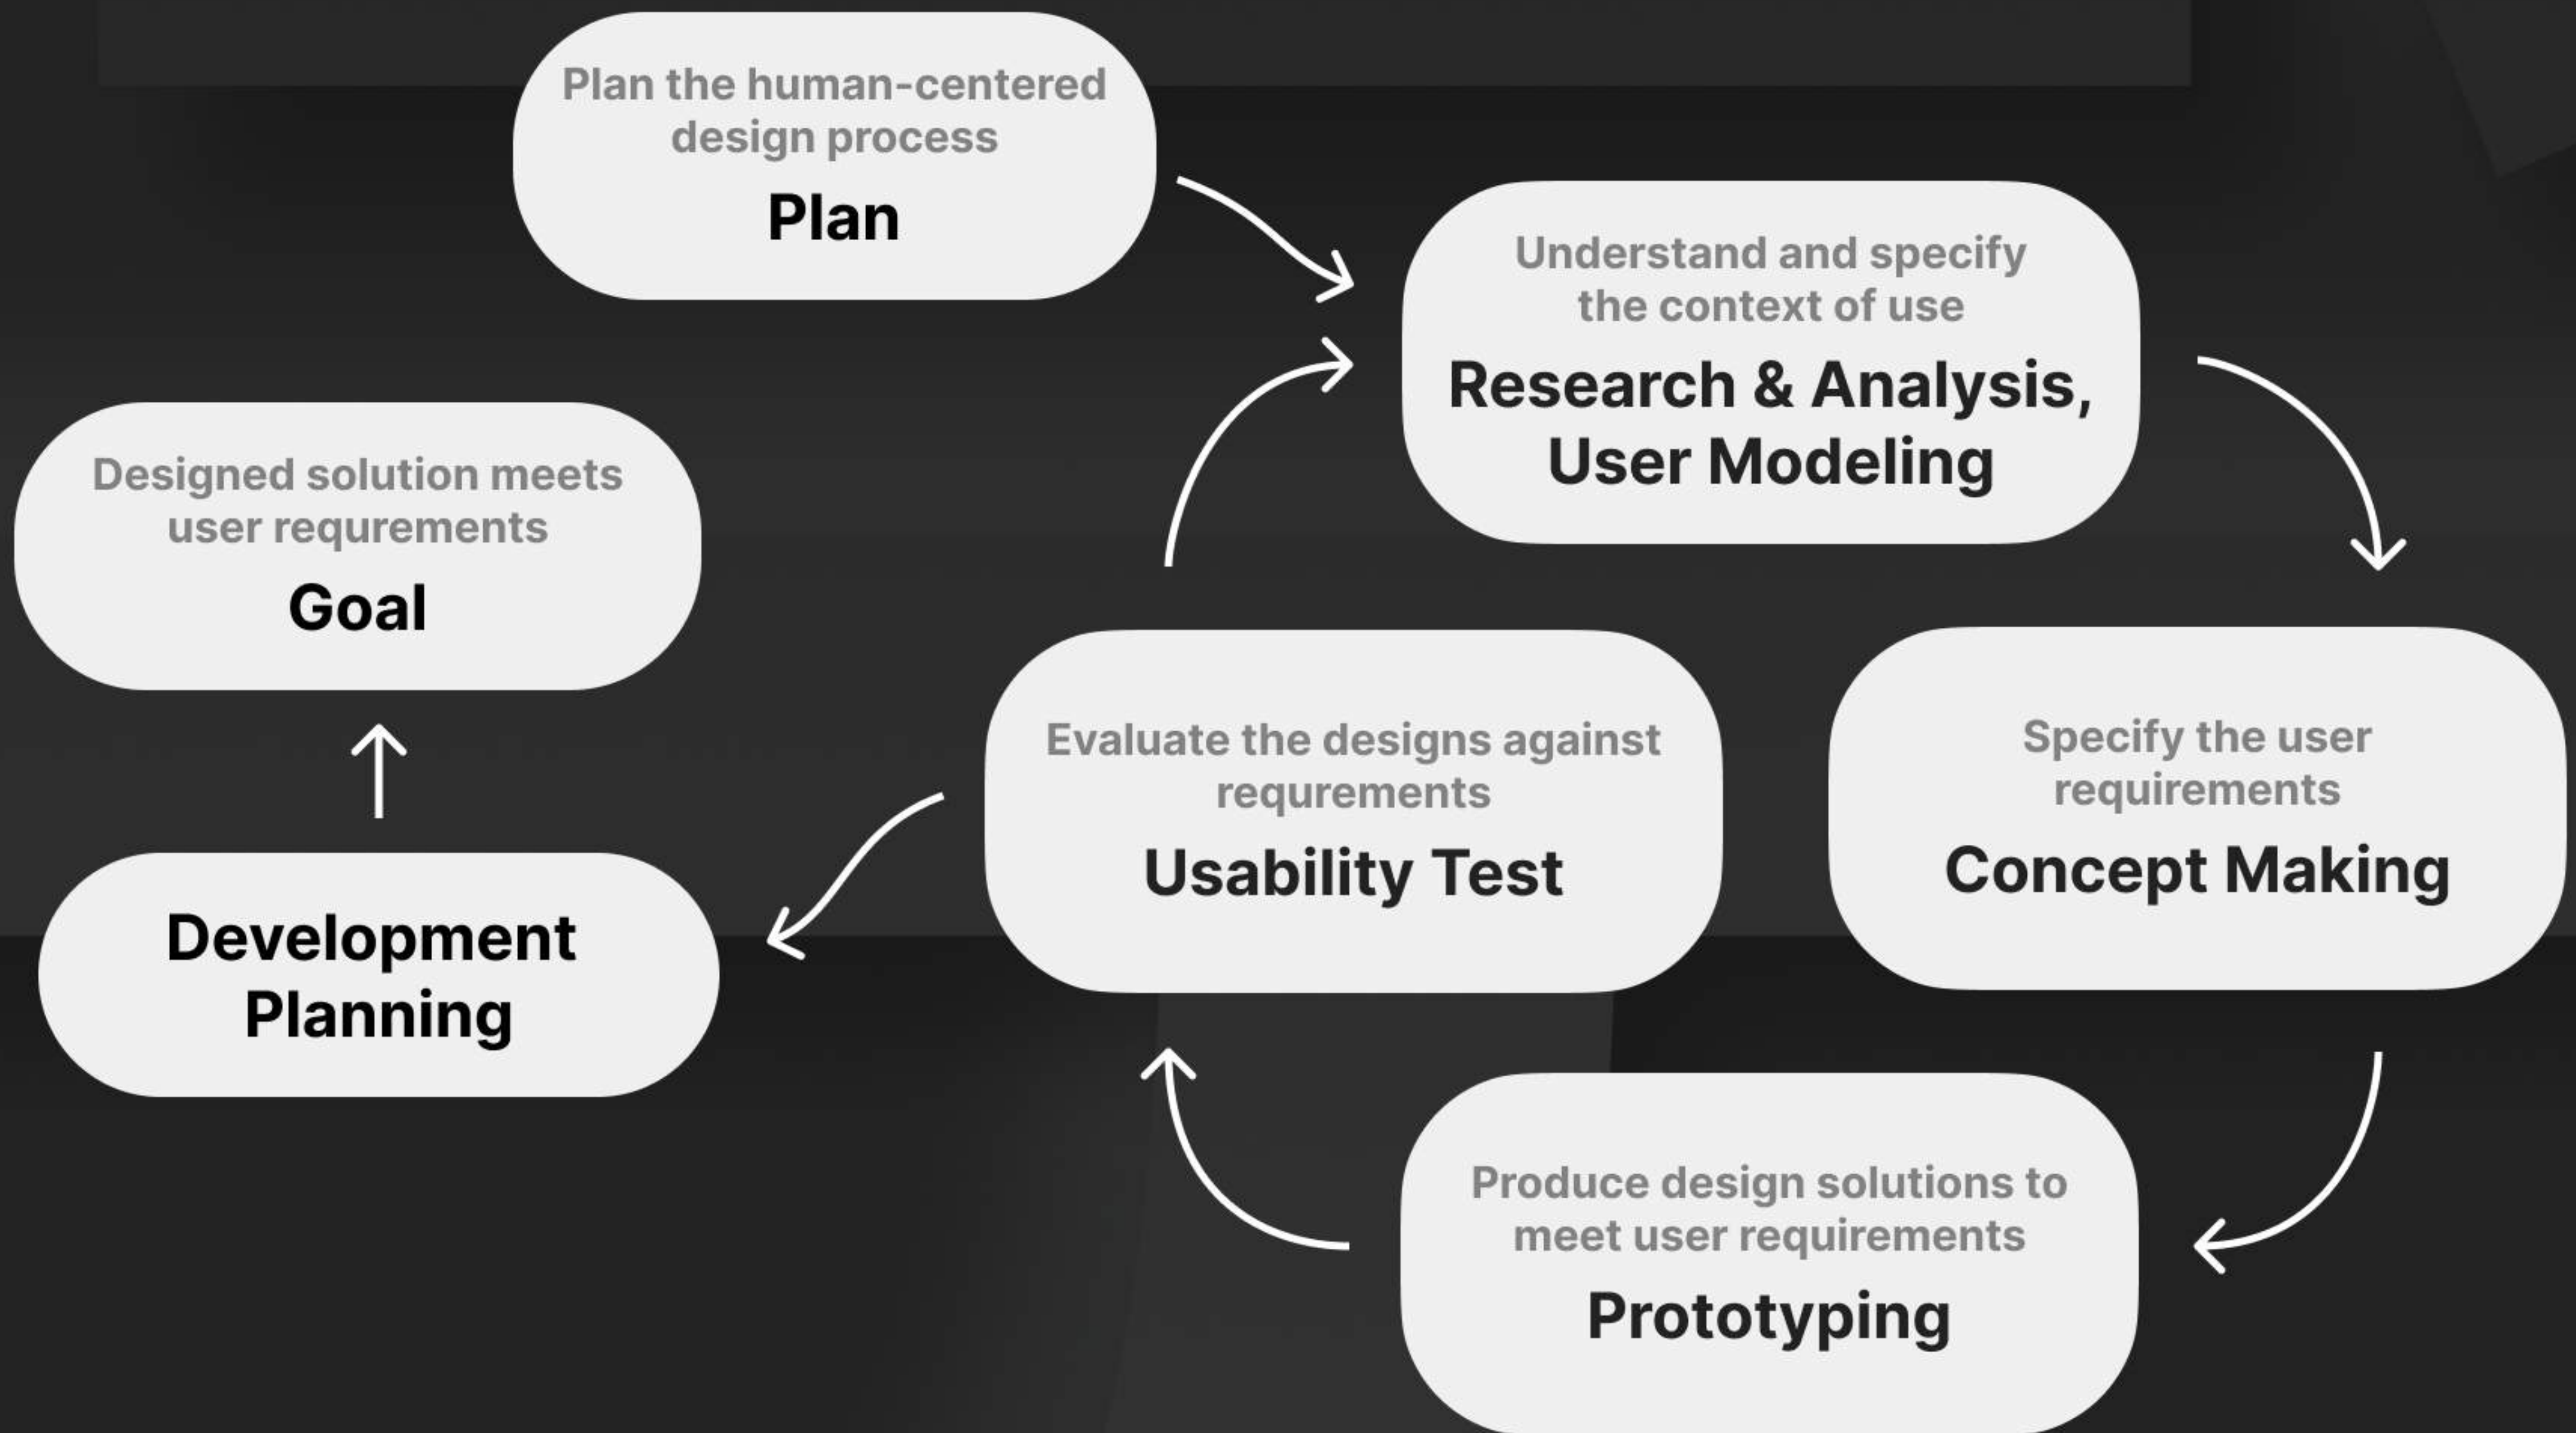 Plan the human-centered
design process
Plan
Understand and specify
the context of use
Research & Analysis,
User Modeling
Designed solution meets
user requrements
Goal
Evaluate the designs against
requrements
Usability Test
Specify the user
requirements
Concept Making
Development
Planning
Produce design solutions to
meet user requirements
Prototyping